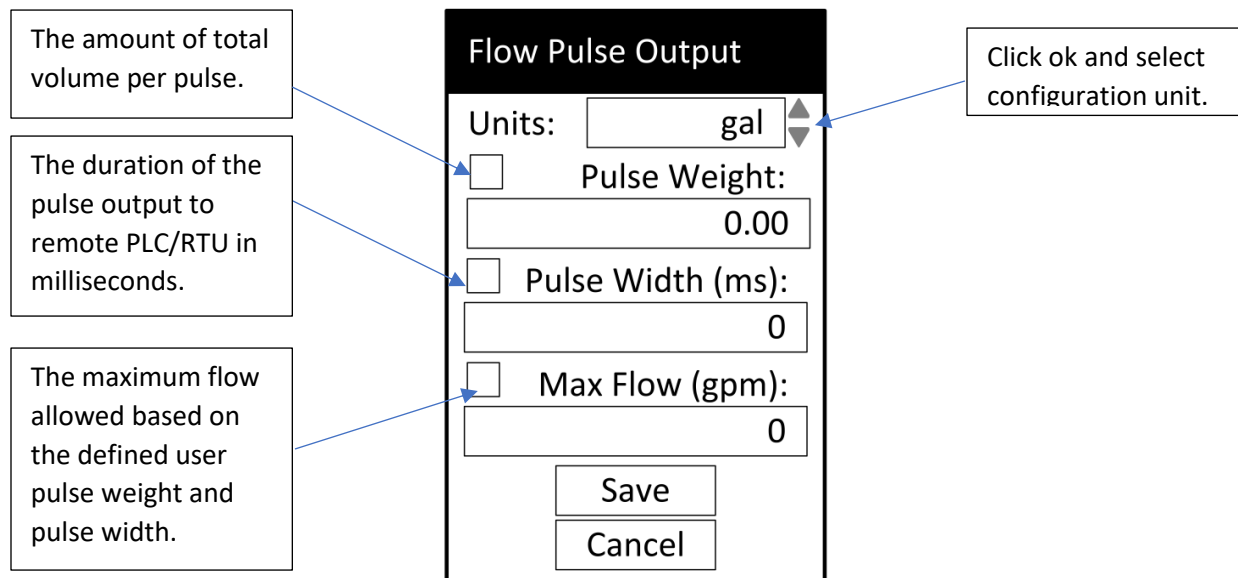 The amount of total
volume per pulse.
The duration of the
pulse output to
remote PLC/RTU in
milliseconds.
The maximum flow
allowed based on
the defined user
pulse weight and
pulse width.
Flow Pulse Output
Units: gal
Pulse Weight:
0.00
Pulse Width (ms):
0
Max Flow (gpm):
0
Save
Cancel
Click ok and select
configuration unit.